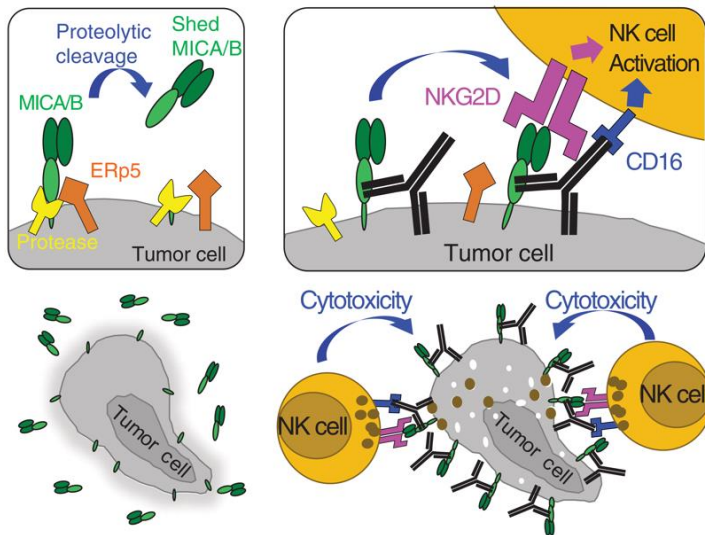 Proteolytic
cleavage
Shed
MICA/B
MICA/B
ERp5
Protease
Tumor cell
NK cell
Activation
NKG2D
CD16
Tumor cell
Tumor
cell
Cytotoxicity
Cytotoxicity
NK cell
Tumor
cell
NK cell